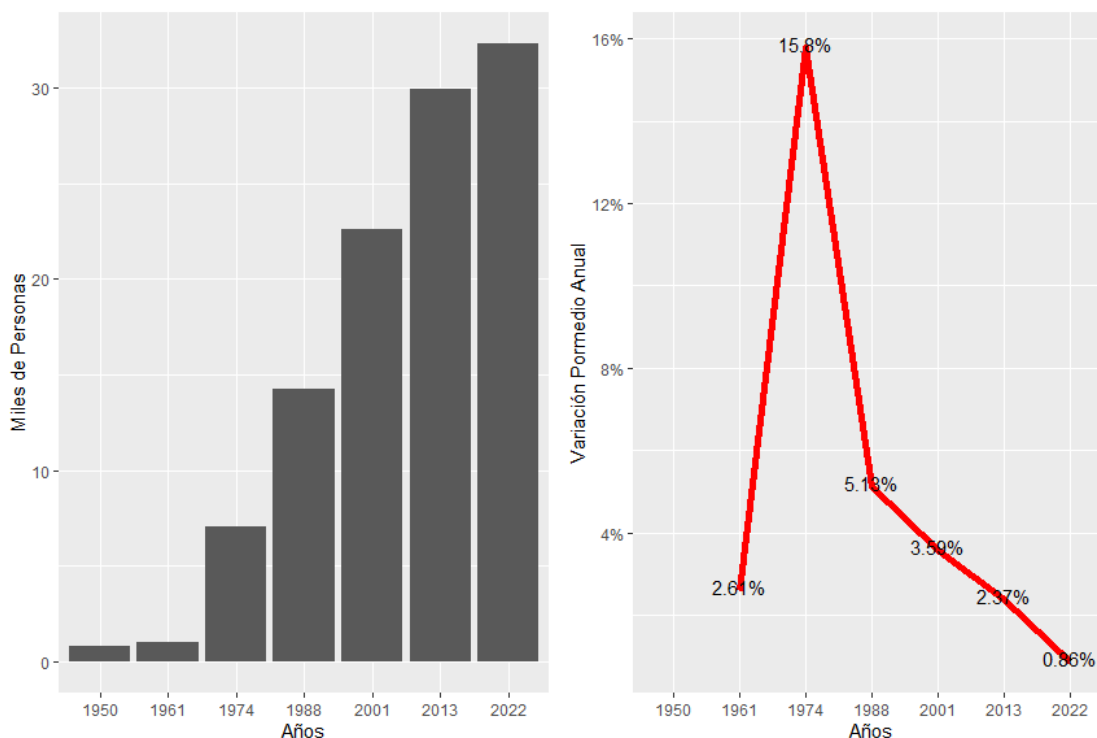 30
20
10
0
Miles de Personas
1950 1961 1974 1988 2001 2013 2022
Años
16%
12%
8%
4%
Variación Pormedio Anual
15.8%
5.13%
3.59%
2.61%
2.37%
0.86%
1950 1961 1974 1988 2001 2013 2022
Años